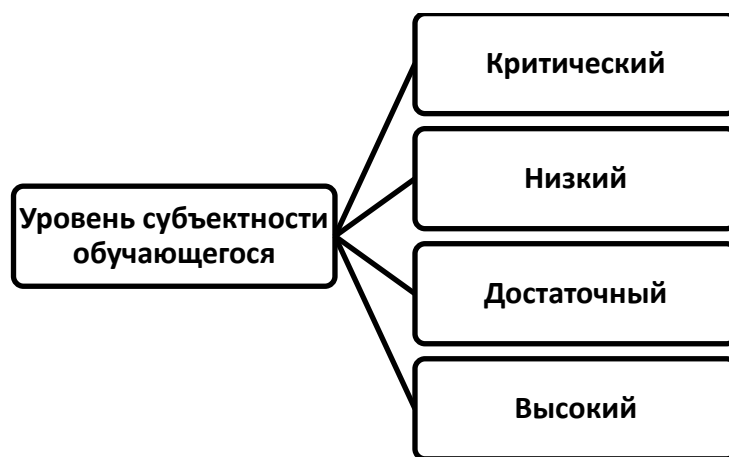 Уровень субъектности
обучающегося
Критический
Низкий
Достаточный
Высокий